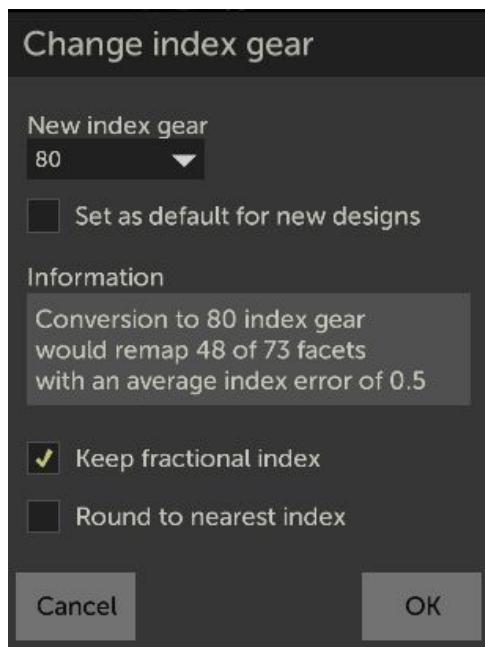 Change index gear
New index gear
80
Set as default for new designs
Information
Conversion to 80 index gear
would remap 48 of 73 facets
with an average index error of 0.5
Keep fractional index
Round to nearest index
Cancel OK